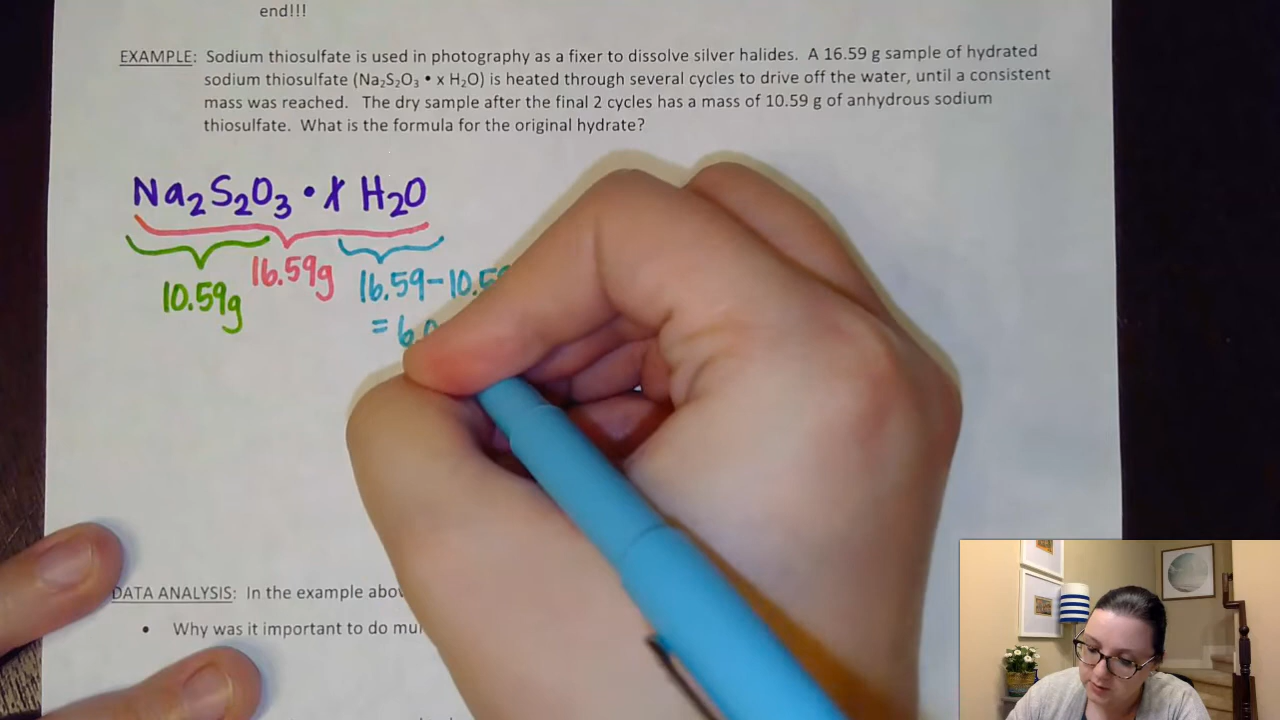 end!!!
EXAMPLE: Sodium thiosulfate is used in photography as a fixer to dissolve silver halides. A 16.59 g sample of hydrated
sodium thiosulfate (Na₂S₂O₃ • x H₂O) is heated through several cycles to drive off the water, until a consistent
mass was reached. The dry sample after the final 2 cycles has a mass of 10.59 g of anhydrous sodium
thiosulfate. What is the formula for the original hydrate?
Na₂S₂O₃ • x H₂O
10.59g
16.59g
16.59-10.5
= 6.0
DATA ANALYSIS: In the example abov
• Why was it important to do mul